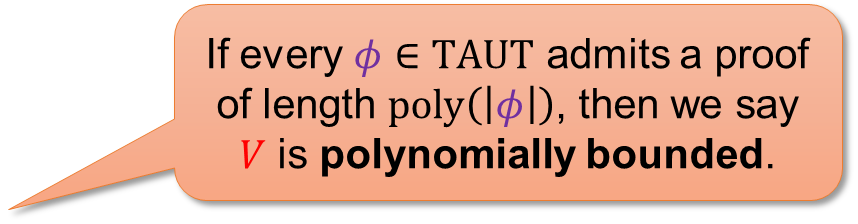 If every 𝜙 ∈ TAUT admits a proof
of length poly(|𝜙|), then we say
𝑉 is polynomially bounded.